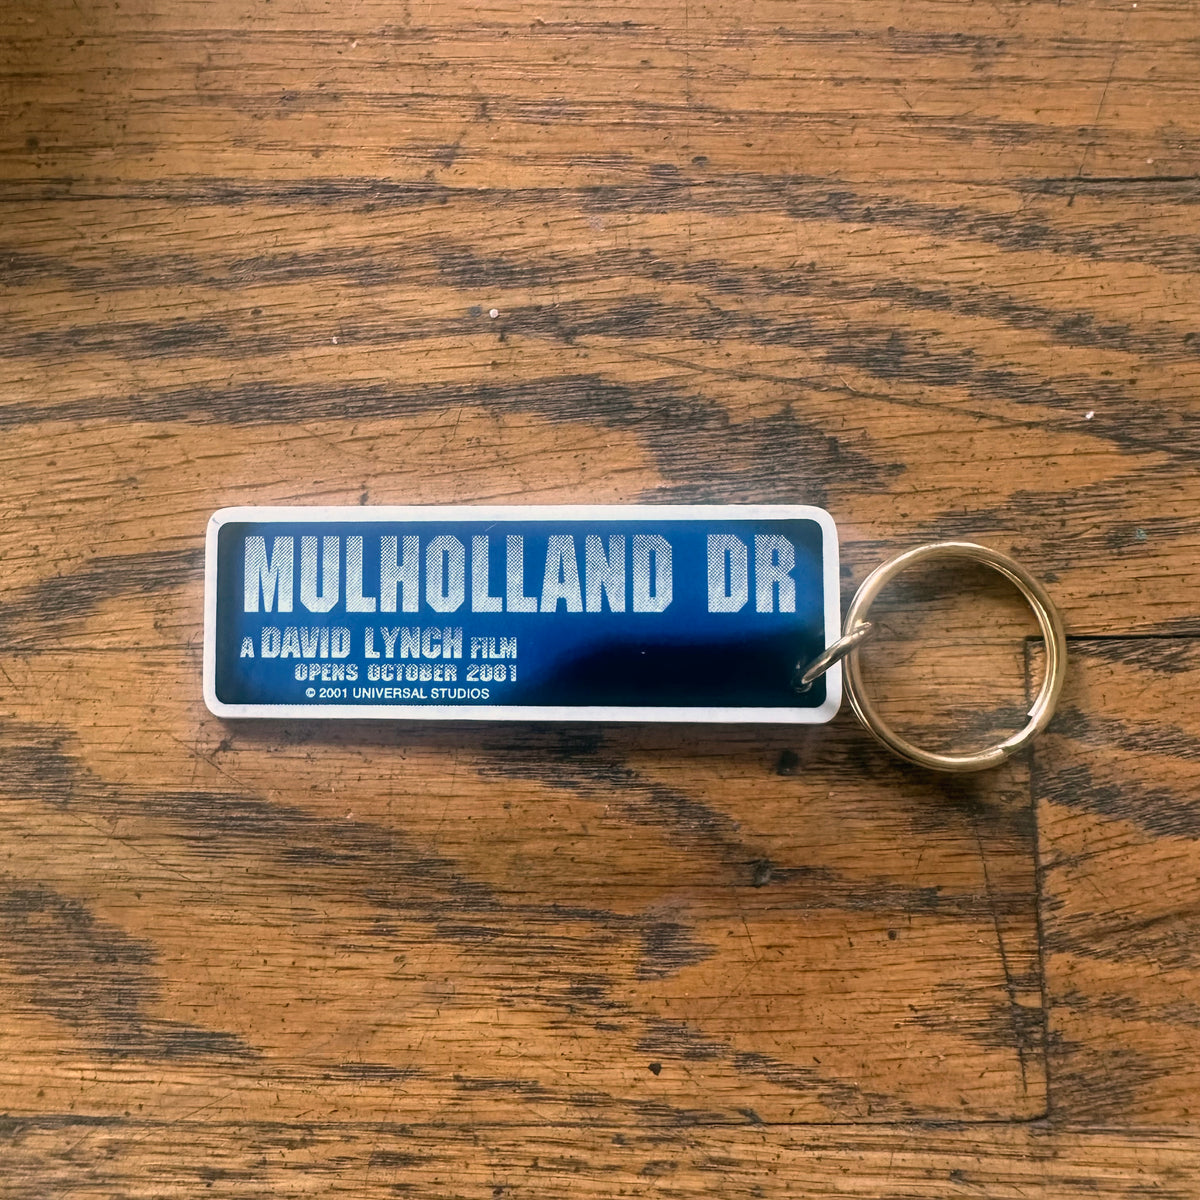 MULHOLLAND DR
A DAVID LYNCH FILM
OPENS OCTOBER 2001
© 2001 UNIVERSAL STUDIOS